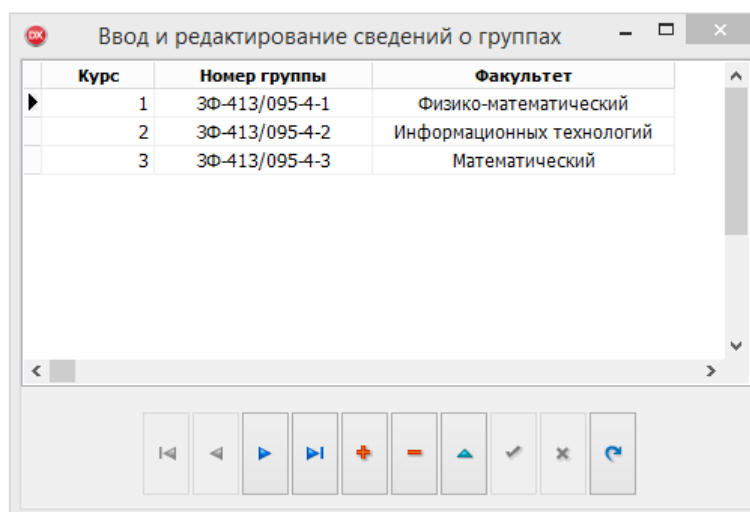 DX Ввод и редактирование сведений о группах
Курс Номер группы Факультет
1 ЗФ-413/095-4-1 Физико-математический
2 ЗФ-413/095-4-2 Информационных технологий
3 ЗФ-413/095-4-3 Математический